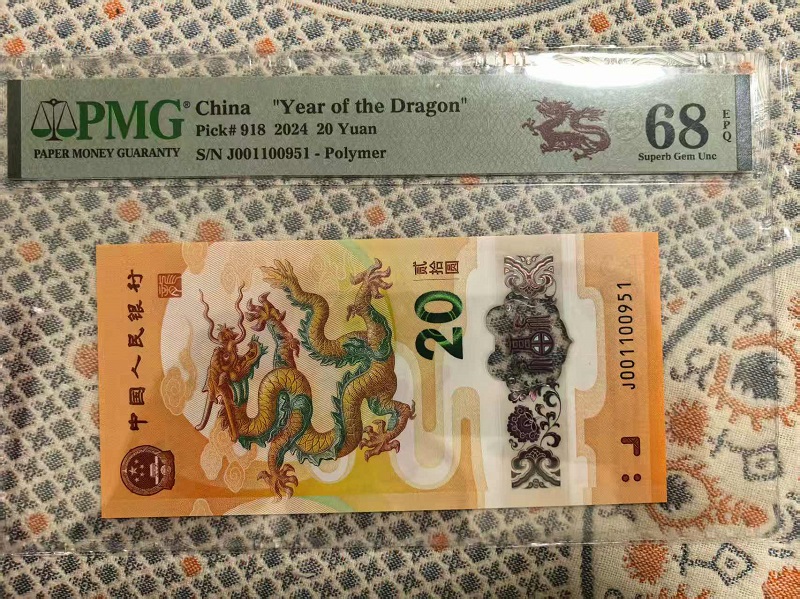 PMG®
PAPER MONEY GUARANTY
China "Year of the Dragon"
Pick# 918 2024 20 Yuan
S/N J001100951 - Polymer
68
EPQ
Superb Gem Unc
中国人民银行
贰拾圆
20
J001100951